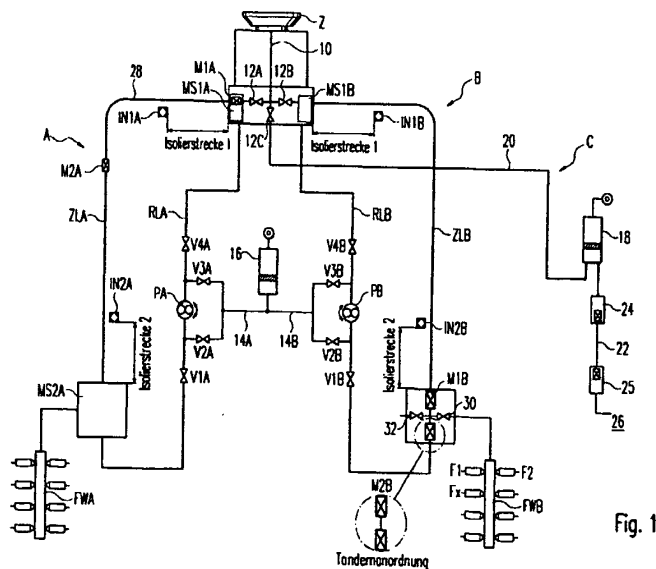 Z
10
M1A
12A
12B
B
28
MS1A
MS1B
IN1A
IN1B
A
Isolierstrecke 1
12C
Isolierstrecke 1
20
C
M2A
RLA
RLB
ZLA
ZLB
V4A
V4B
16
18
V3A
V3B
PA
PB
IN2A
IN2B
24
14A
14B
22
V2A
V2B
Isolierstrecke 2
Isolierstrecke 2
V1A
V1B
M1B
25
MS2A
30
32
26
F1
F2
M2B
Fx
FWA
FWB
Tandemanordnung
Fig. 1